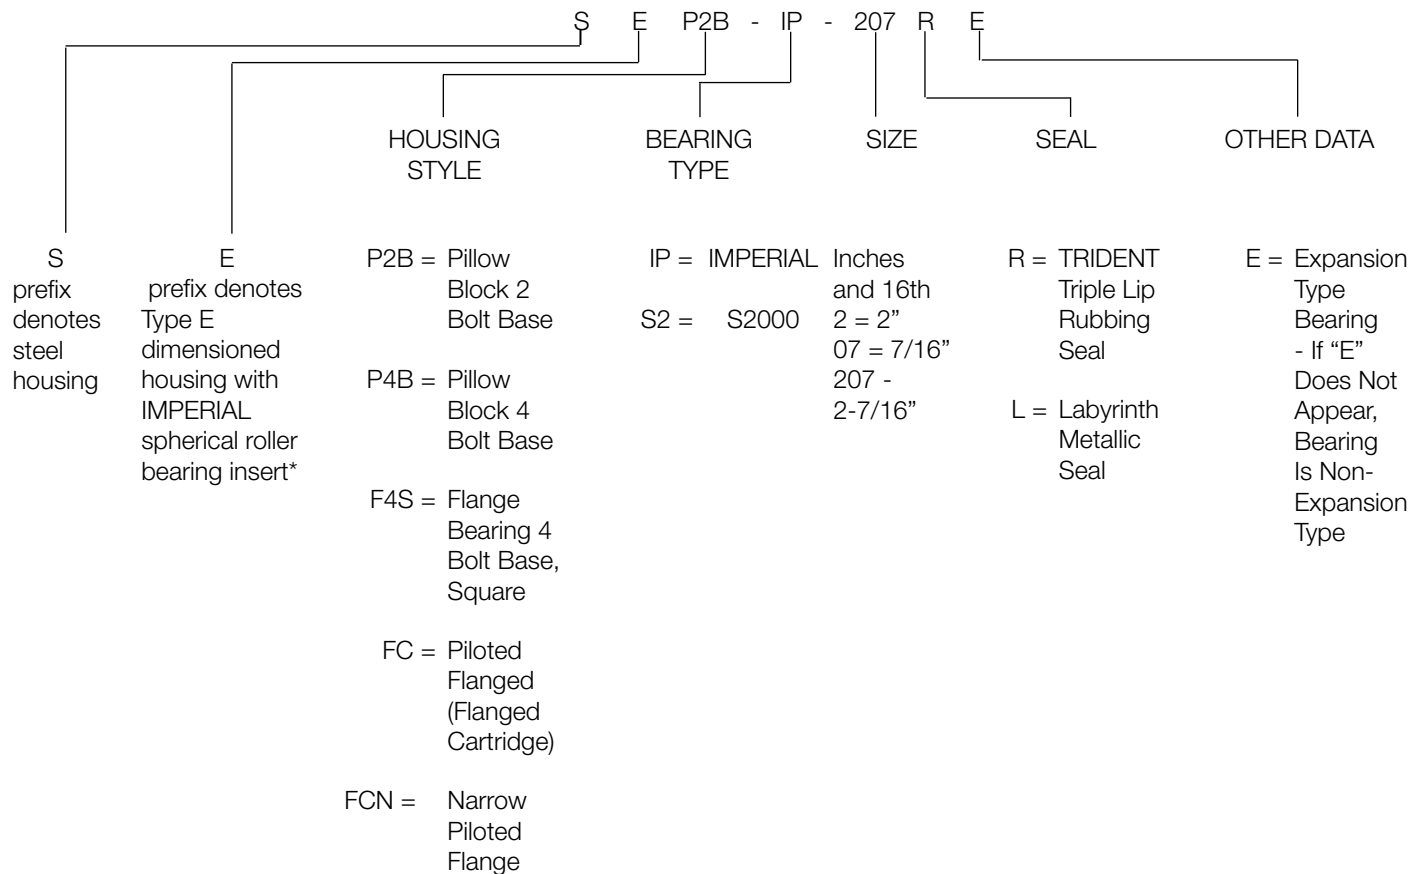 S E P2B - IP - 207 R E
HOUSING
STYLE
BEARING
TYPE
SIZE
SEAL
OTHER DATA
S
prefix
denotes
steel
housing
E
prefix denotes
Type E
dimensioned
housing with
IMPERIAL
spherical roller
bearing insert*
P2B = Pillow
Block 2
Bolt Base
P4B = Pillow
Block 4
Bolt Base
F4S = Flange
Bearing 4
Bolt Base,
Square
FC = Piloted
Flanged
(Flanged
Cartridge)
FCN = Narrow
Piloted
Flange
IP = IMPERIAL
S2 = S2000
Inches
and 16th
2 = 2”
07 = 7/16”
207 -
2-7/16”
R = TRIDENT
Triple Lip
Rubbing
Seal
L = Labyrinth
Metallic
Seal
E = Expansion
Type
Bearing
- If “E”
Does Not
Appear,
Bearing
Is Non-
Expansion
Type